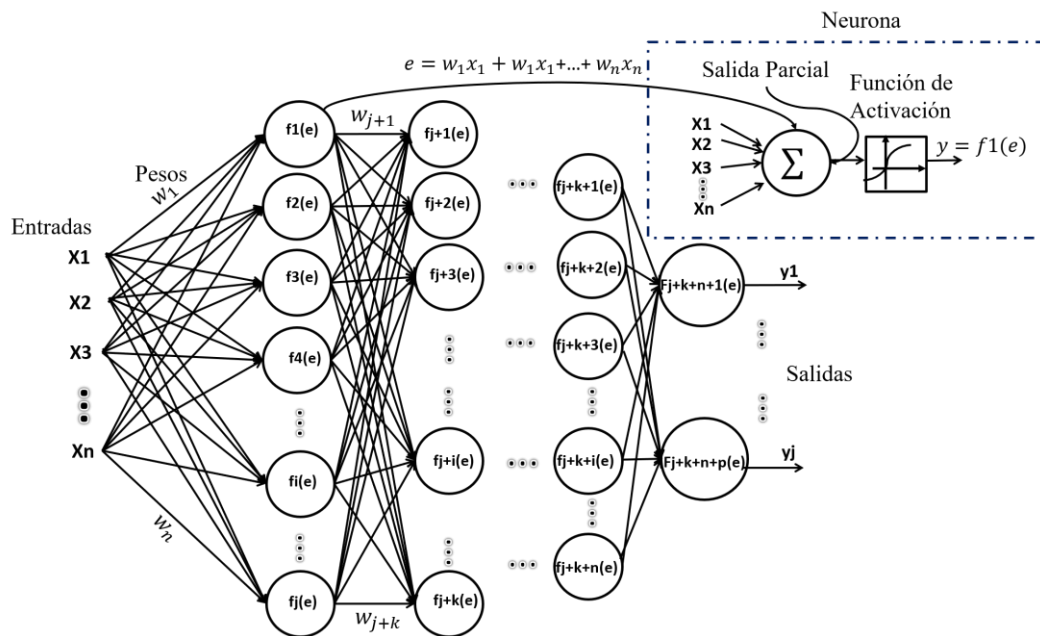 Neurona
e = w₁x₁ + w₁x₁+...+ wₙxₙ
Salida Parcial
Función de
Activación
X1
X2
X3
Xn
Σ
y = f1(e)
Pesos
w₁
wₙ
Entradas
X1
X2
X3
Xn
f1(e)
f2(e)
f3(e)
f4(e)
fi(e)
fj(e)
wⱼ₊₁
wⱼ₊ₖ
fj+1(e)
fj+2(e)
fj+3(e)
fj+i(e)
fj+k(e)
fj+k+1(e)
fj+k+2(e)
fj+k+3(e)
fj+k+i(e)
fj+k+n(e)
Fj+k+n+1(e)
Fj+k+n+p(e)
y1
Salidas
yj